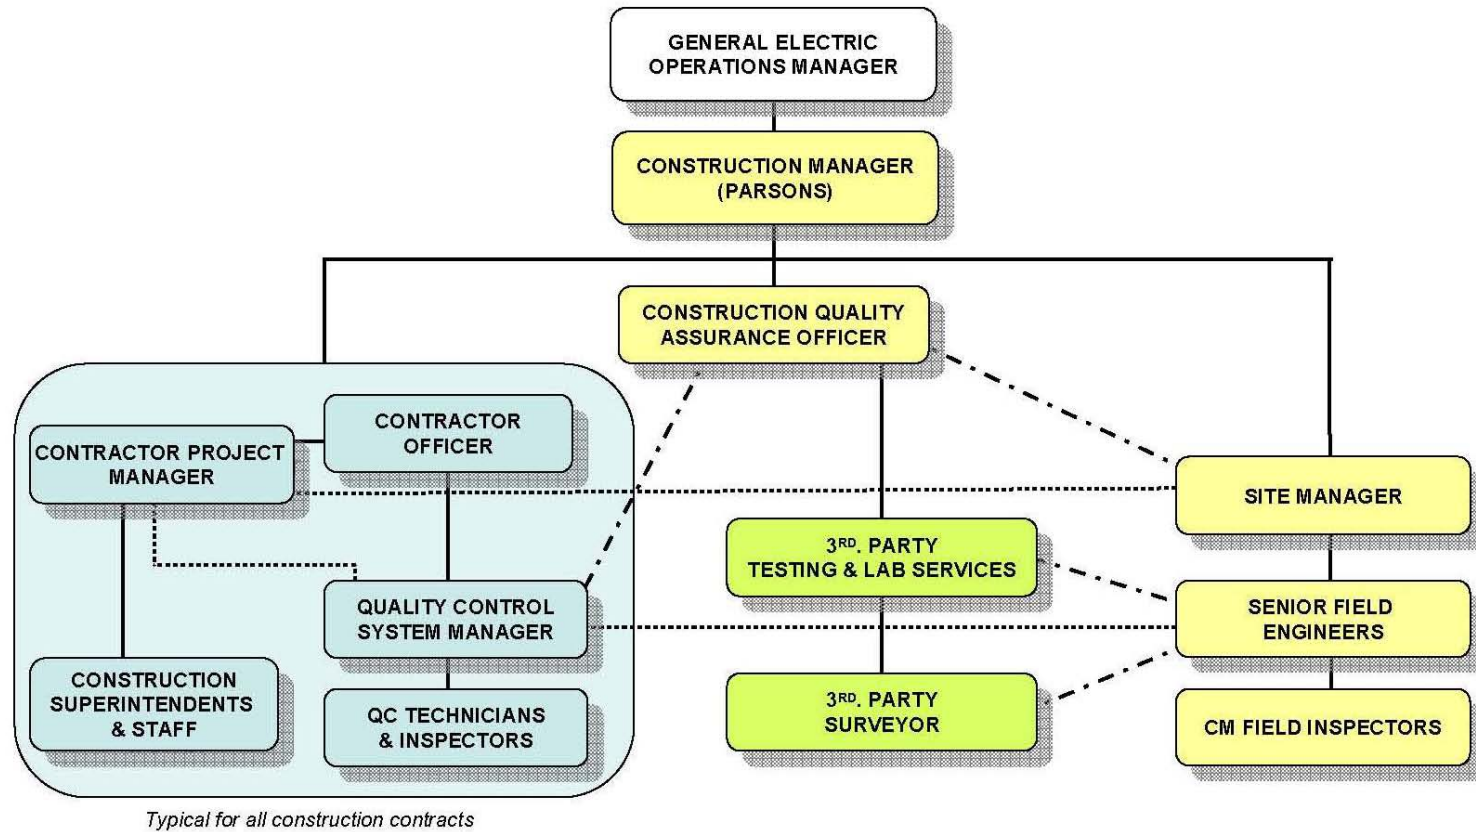 GENERAL ELECTRIC
OPERATIONS MANAGER
CONSTRUCTION MANAGER
(PARSONS)
CONSTRUCTION QUALITY
ASSURANCE OFFICER
CONTRACTOR
OFFICER
CONTRACTOR PROJECT
MANAGER
SITE MANAGER
3RD. PARTY
TESTING & LAB SERVICES
QUALITY CONTROL
SYSTEM MANAGER
SENIOR FIELD
ENGINEERS
CONSTRUCTION
SUPERINTENDENTS
& STAFF
QC TECHNICIANS
& INSPECTORS
3RD. PARTY
SURVEYOR
CM FIELD INSPECTORS
Typical for all construction contracts